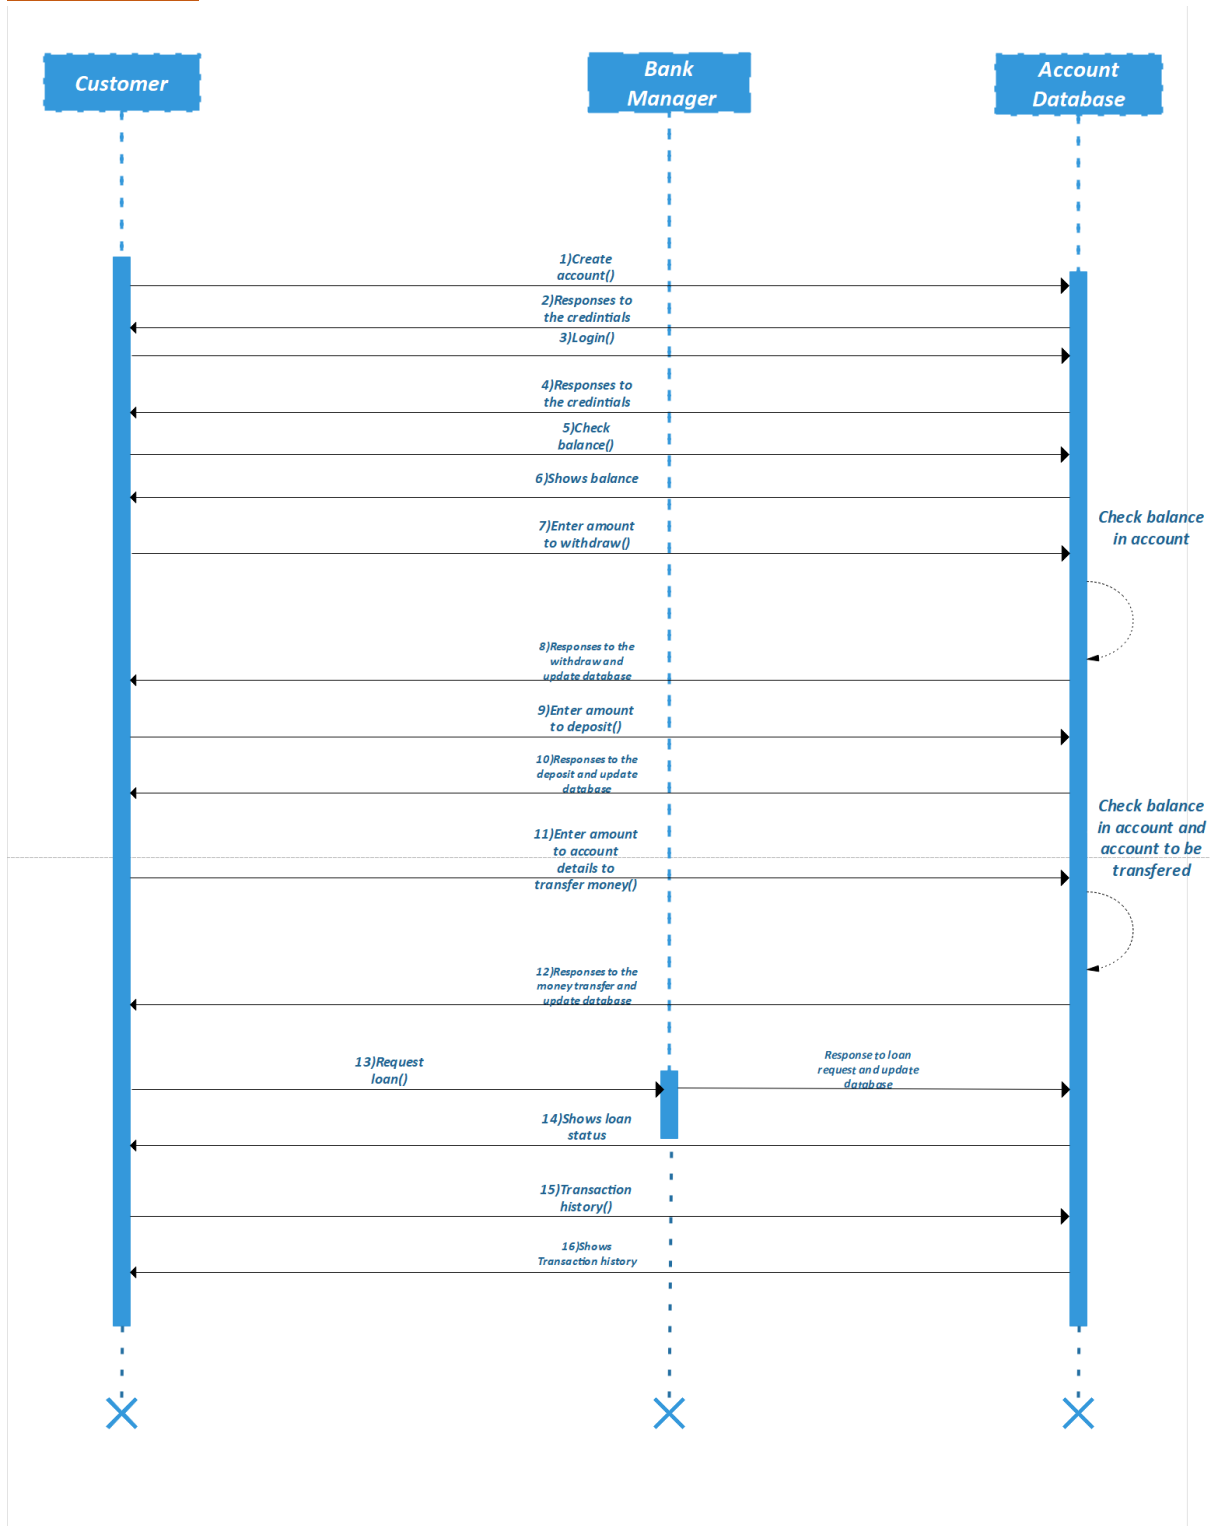 Customer
Bank
Manager
Account
Database
1)Create
account()
2)Responses to
the credintials
3)Login()
4)Responses to
the credintials
5)Check
balance()
6)Shows balance
7)Enter amount
to withdraw()
Check balance
in account
8)Responses to the
withdraw and
update database
9)Enter amount
to deposit()
10)Responses to the
deposit and update
database
11)Enter amount
to account
details to
transfer money()
Check balance
in account and
account to be
transfered
12)Responses to the
money transfer and
update database
13)Request
loan()
Response to loan
request and update
database
14)Shows loan
status
15)Transaction
history()
16)Shows
Transaction history